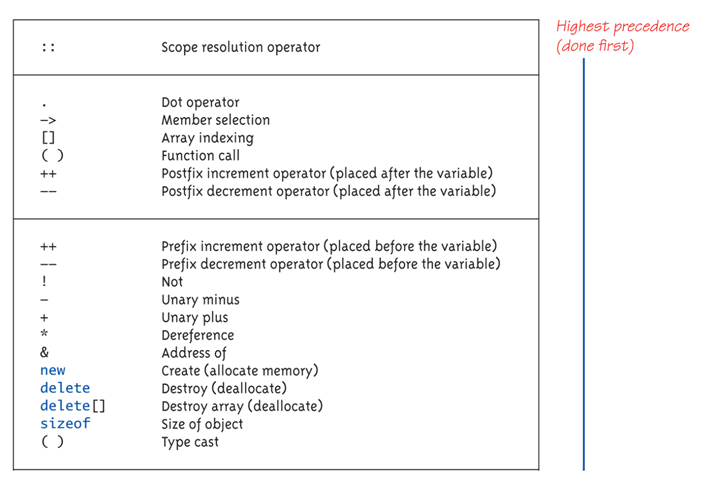 :: Scope resolution operator
Highest precedence
(done first)
. Dot operator
–> Member selection
[] Array indexing
( ) Function call
++ Postfix increment operator (placed after the variable)
-- Postfix decrement operator (placed after the variable)
++ Prefix increment operator (placed before the variable)
-- Prefix decrement operator (placed before the variable)
! Not
– Unary minus
+ Unary plus
* Dereference
& Address of
new Create (allocate memory)
delete Destroy (deallocate)
delete[] Destroy array (deallocate)
sizeof Size of object
( ) Type cast